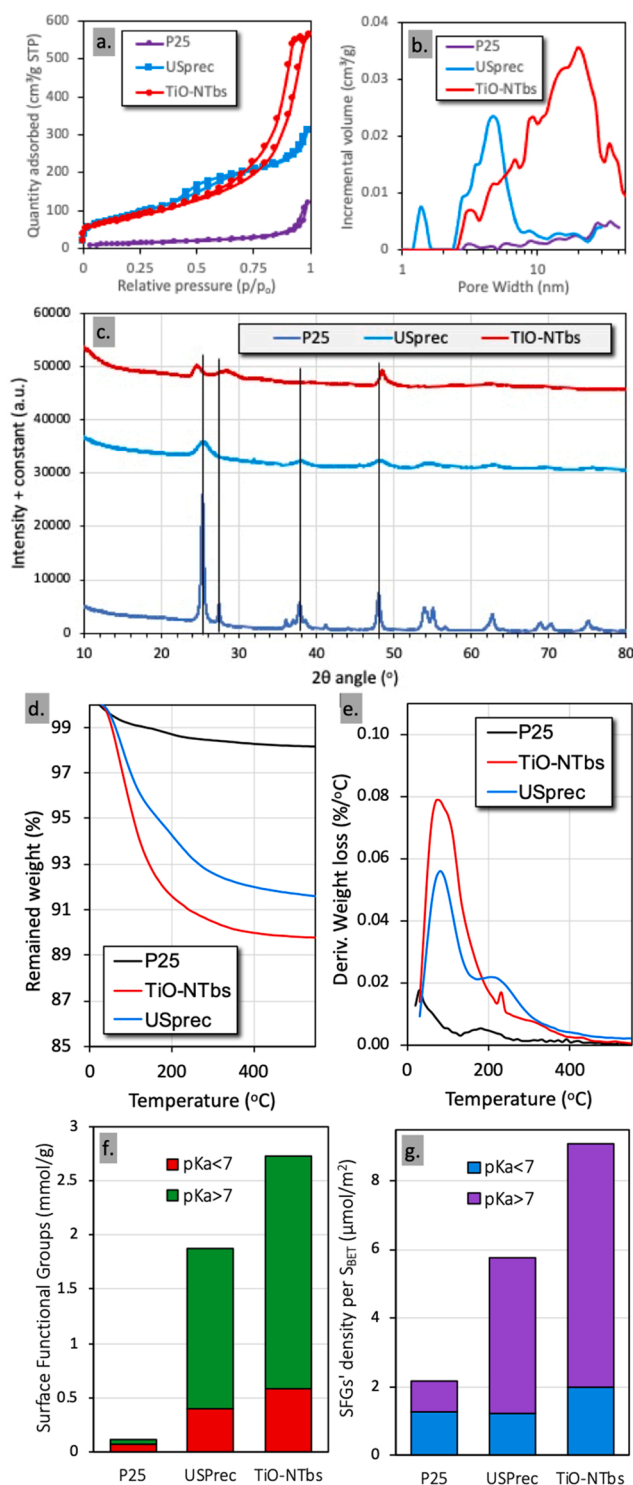 a.
P25
USprec
TiO-NTbs
Quantity adsorbed (cm³/g STP)
600
500
400
300
200
100
0
0 0.25 0.5 0.75 1
Relative pressure (p/pₒ)
b.
P25
USprec
TiO-NTbs
Incremental volume (cm³/g)
0.04
0.03
0.02
0.01
0
1 10
Pore Width (nm)
c.
P25 USprec TIO-NTbs
Intensity + constant (a.u.)
60000
50000
40000
30000
20000
10000
0
10 20 30 40 50 60 70 80
2θ angle (°)
d.
Remained weight (%)
99
97
95
93
91
89
87
85
P25
TiO-NTbs
USprec
0 200 400
Temperature (°C)
e.
P25
TiO-NTbs
USprec
Deriv. Weight loss (%/°C)
0.10
0.08
0.06
0.04
0.02
0.00
0 200 400
Temperature (°C)
f.
pKa<7
pKa>7
Surface Functional Groups (mmol/g)
3
2.5
2
1.5
1
0.5
0
P25 USPrec TiO-NTbs
g.
pKa<7
pKa>7
SFGs' density per S_BET (µmol/m²)
8
6
4
2
0
P25 USPrec TiO-NTbs